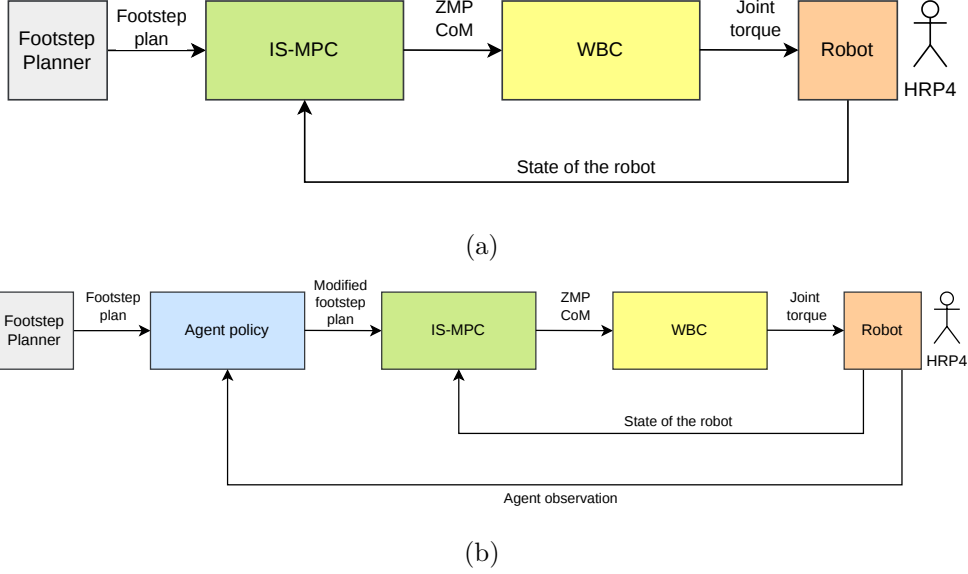 Footstep
plan
ZMP
CoM
Joint
torque
Footstep
Planner
IS-MPC
WBC
Robot
HRP4
State of the robot
(a)
Footstep
plan
Modified
footstep
plan
ZMP
CoM
Joint
torque
Footstep
Planner
Agent policy
IS-MPC
WBC
Robot
HRP4
State of the robot
Agent observation
(b)